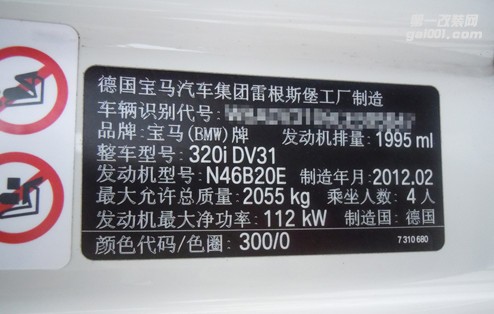 第一改装网
gai001.com
德国宝马汽车集团雷根斯堡工厂制造
车辆识别代号:
品牌:宝马(BMW)牌 发动机排量:1995 ml
整车型号:320i DV31
发动机型号:N46B20E 制造年月:2012.02
最大允许总质量:2055 kg 乘坐人数:4人
发动机最大净功率:112 kW 制造国:德国
颜色代码/色圈:300/0 7 310 680